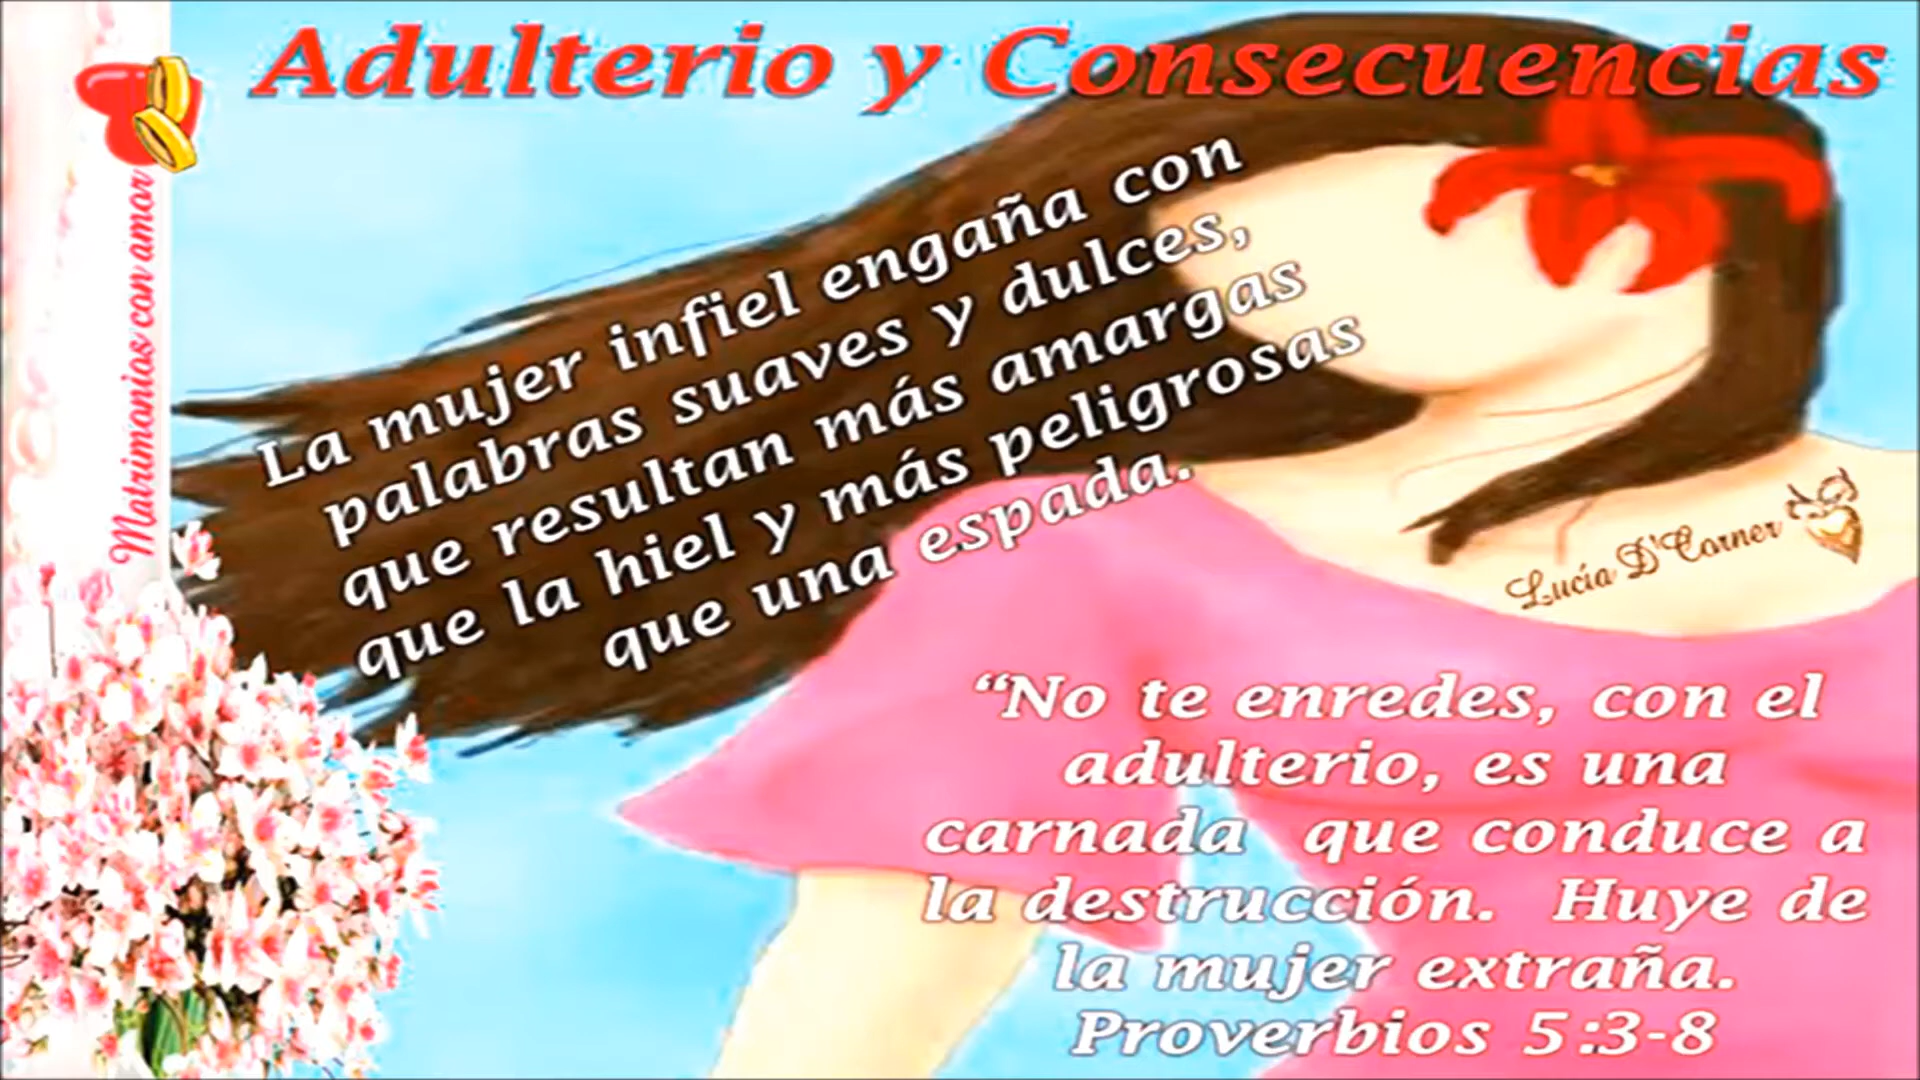 Adulterio y Consecuencias
Matrimonios con amor
La mujer infiel engaña con
palabras suaves y dulces,
que resultan más amargas
que la hiel y más peligrosas
que una espada.
Lucía D'Corner
“No te enredes, con el
adulterio, es una
carnada que conduce a
la destrucción. Huye de
la mujer extraña.
Proverbios 5:3-8